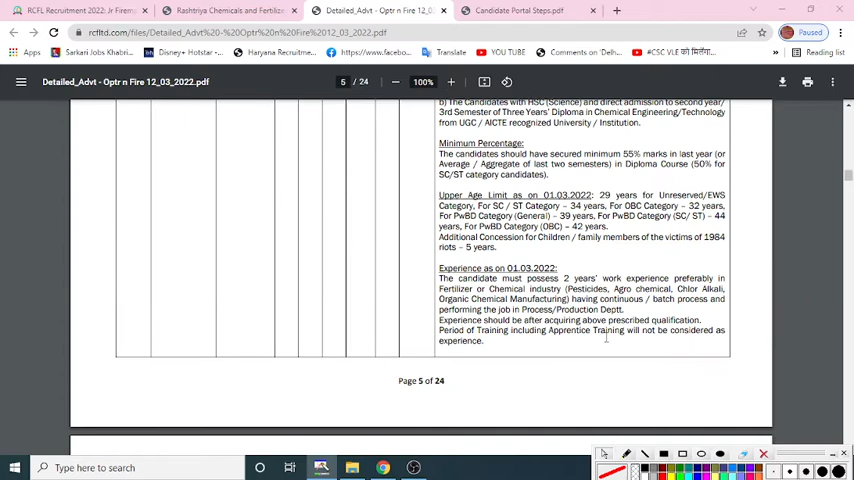 RCFL Recruitment 2022: Jr Firem
Rashtriya Chemicals and Fertiliz
Detailed_Advt - Optr n Fire 12_0
Candidate Portal Steps.pdf
rcfltd.com/files/Detailed_Advt%20-%20Optr%20n%20Fire%2012_03_2022.pdf
Paused
Apps
Sarkari Jobs Khabri
Disney+ Hotstar -
Haryana Recruitme...
https://www.facebo...
Translate
YOU TUBE
Comments on 'Delh...
#CSC VLE को मिलेंगा...
Reading list
Detailed_Advt - Optr n Fire 12_03_2022.pdf
5 / 24
100%
b) The Candidates with HSC (Science) and direct admission to second year/
3rd Semester of Three Years' Diploma in Chemical Engineering/Technology
from UGC / AICTE recognized University / Institution.
Minimum Percentage:
The candidates should have secured minimum 55% marks in last year (or
Average / Aggregate of last two semesters) in Diploma Course (50% for
SC/ST category candidates).
Upper Age Limit as on 01.03.2022: 29 years for Unreserved/EWS
Category, For SC / ST Category – 34 years, For OBC Category – 32 years,
For PwBD Category (General) – 39 years, For PwBD Category (SC/ ST) – 44
years, For PwBD Category (OBC) – 42 years.
Additional Concession for Children / family members of the victims of 1984
riots – 5 years.
Experience as on 01.03.2022:
The candidate must possess 2 years' work experience preferably in
Fertilizer or Chemical industry (Pesticides, Agro chemical, Chlor Alkali,
Organic Chemical Manufacturing) having continuous / batch process and
performing the job in Process/Production Deptt.
Experience should be after acquiring above prescribed qualification.
Period of Training including Apprentice Training will not be considered as
experience.
Page 5 of 24
Type here to search